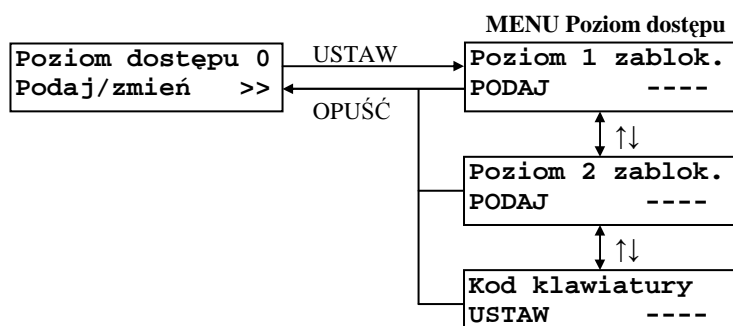 MENU Poziom dostępu
Poziom dostępu 0
Podaj/zmień >>
USTAW
OPUŚĆ
Poziom 1 zablok.
PODAJ ----
↑↓
Poziom 2 zablok.
PODAJ ----
↑↓
Kod klawiatury
USTAW ----